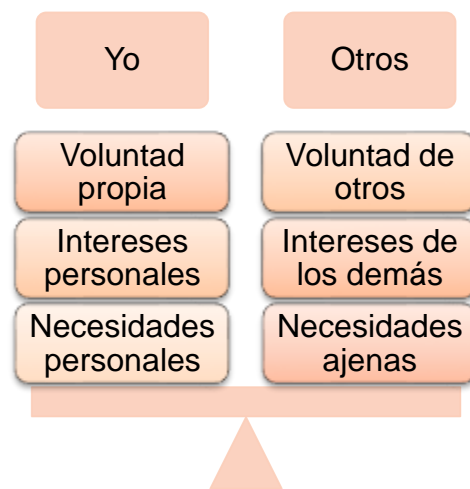 Yo
Otros
Voluntad
propia
Voluntad de
otros
Intereses
personales
Intereses de
los demás
Necesidades
personales
Necesidades
ajenas